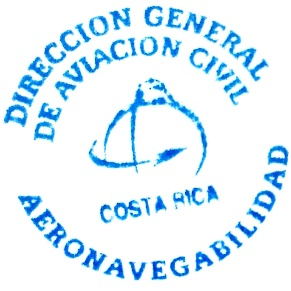 DIRECCION GENERAL
DE AVIACION CIVIL
COSTA RICA
AERONAVEGABILIDAD